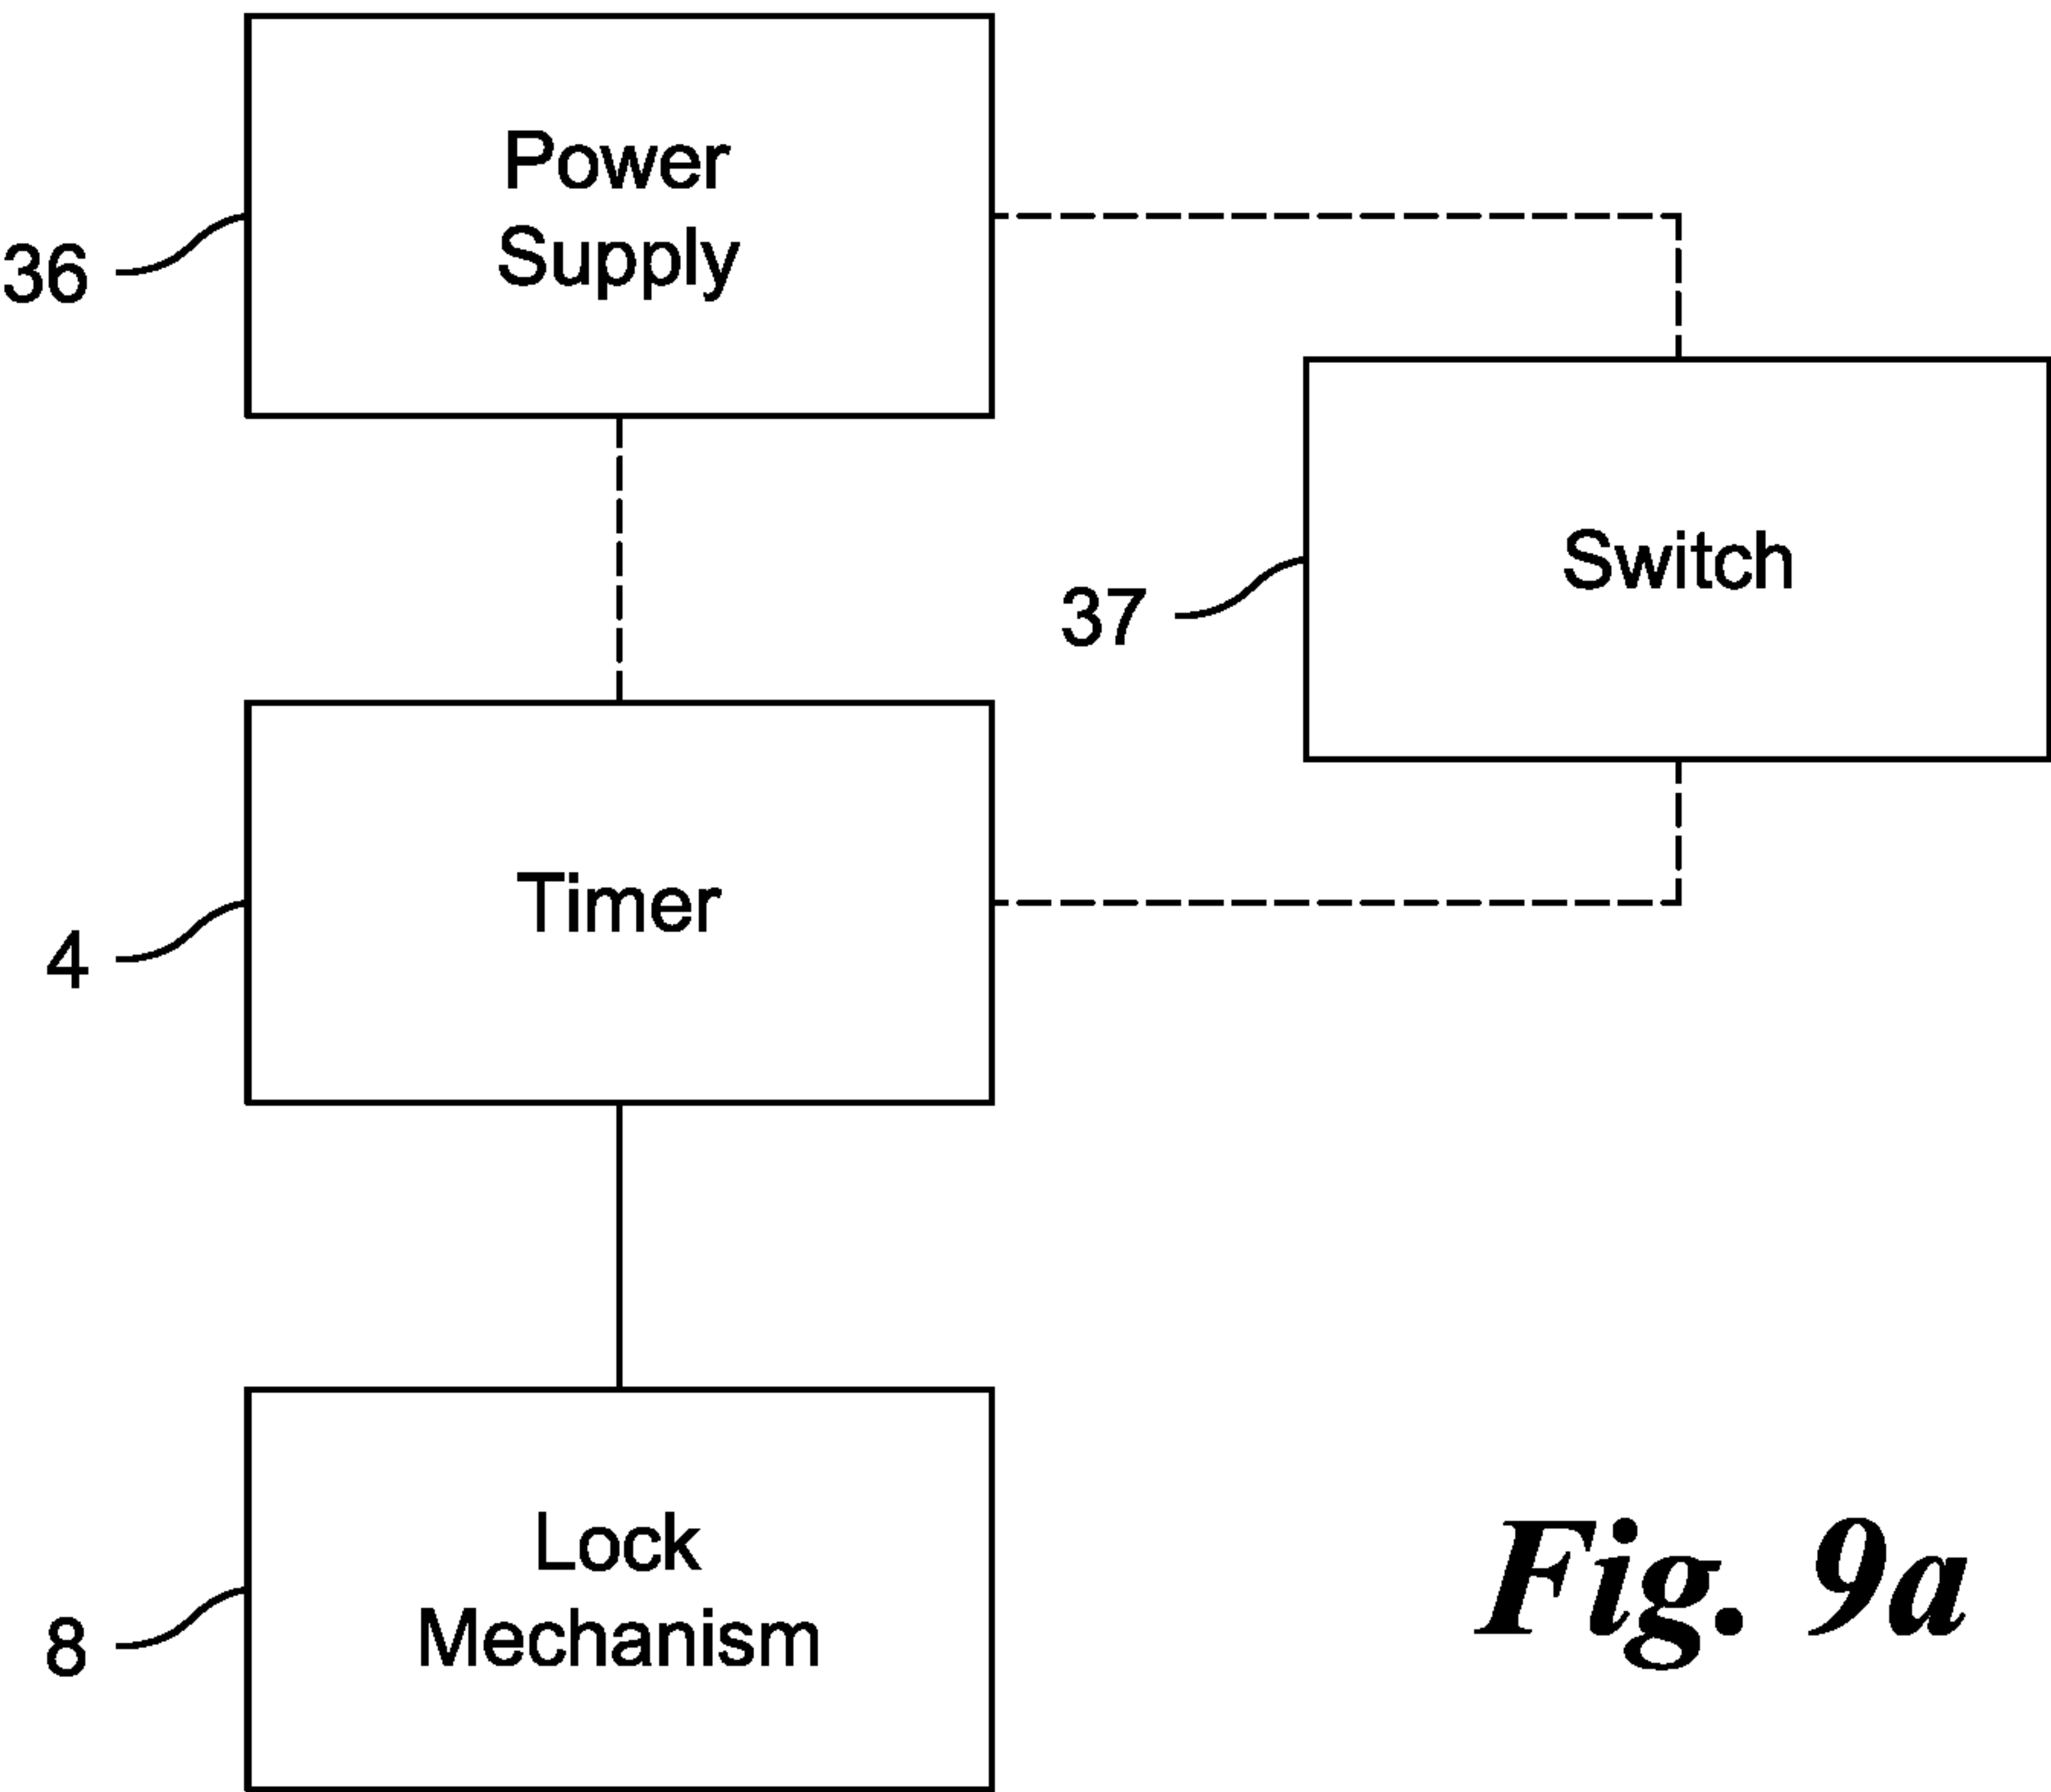 Power
Supply
36
Switch
37
Timer
4
Lock
Mechanism
8
Fig. 9a